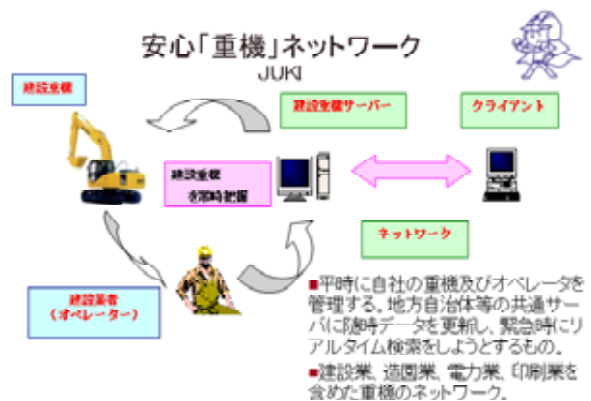 安心「重機」ネットワーク
JUKI
建設重機
建設重機サーバー
クライアント
建設重機
を常時把握
ネットワーク
建設業者
(オペレーター)
■平時に自社の重機及びオペレータを
管理する。地方自治体等の共通サー
バに随時データを更新し、緊急時にリ
アルタイム検索をしようとするもの。
■建設業、造園業、電力業、印刷業を
含めた重機のネットワーク。